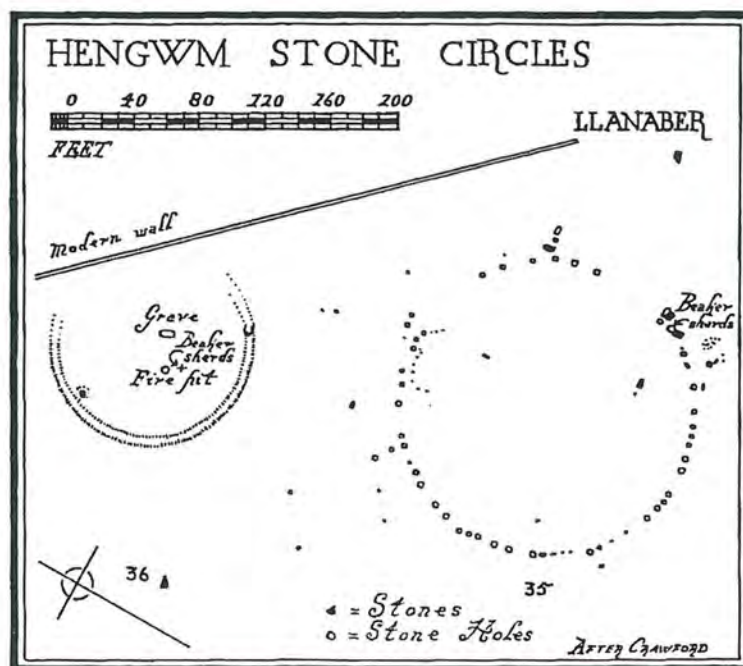 HENGWM STONE CIRCLES
0 40 80 120 160 200
FEET
LLANABER
Modern wall
Grave
Beaker
Sherds
Fire pit
Beaker
Sherds
36
35
= Stones
= Stone Holes
AFTER CRAWFORD